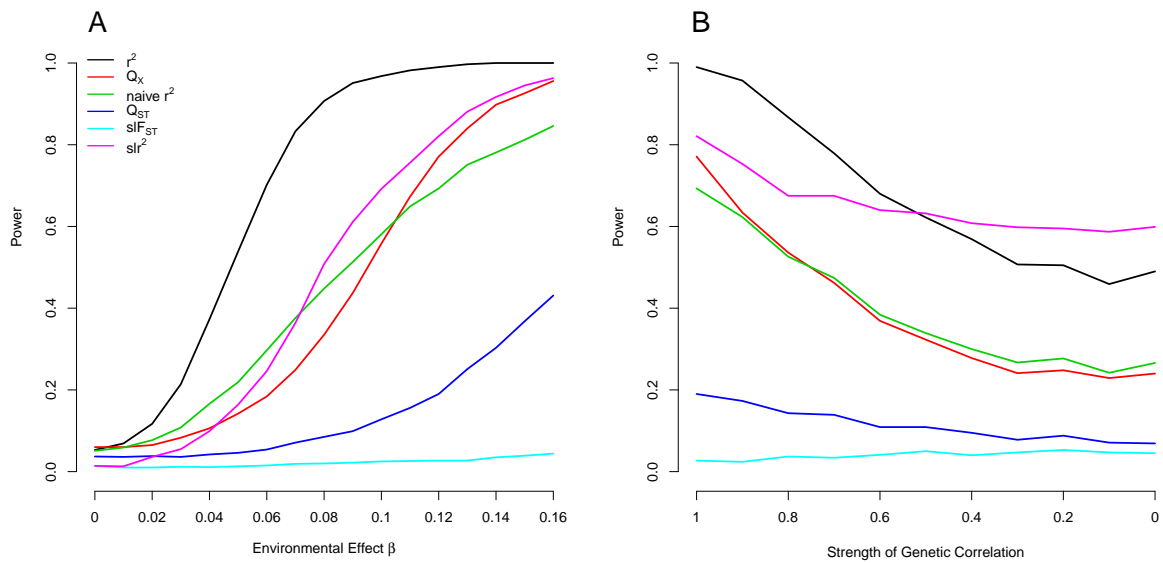 A
r²
Q_X
naive r²
Q_ST
slF_ST
slr²
Power
0.0
0.2
0.4
0.6
0.8
1.0
0 0.02 0.04 0.06 0.08 0.1 0.12 0.14 0.16
Environmental Effect β
B
Power
0.0
0.2
0.4
0.6
0.8
1.0
1 0.8 0.6 0.4 0.2 0
Strength of Genetic Correlation